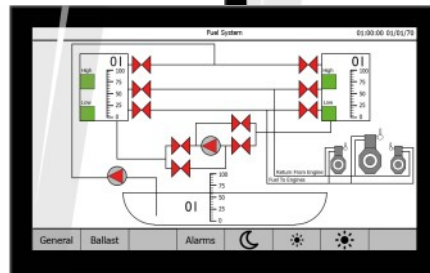 Fuel System
01:00:00 01/01/70
01
High
100
75
50
25
0
Low
01
High
100
75
50
25
0
Low
Return From Engine
Fuel To Engines
01
100
75
50
25
0
General
Ballast
Alarms